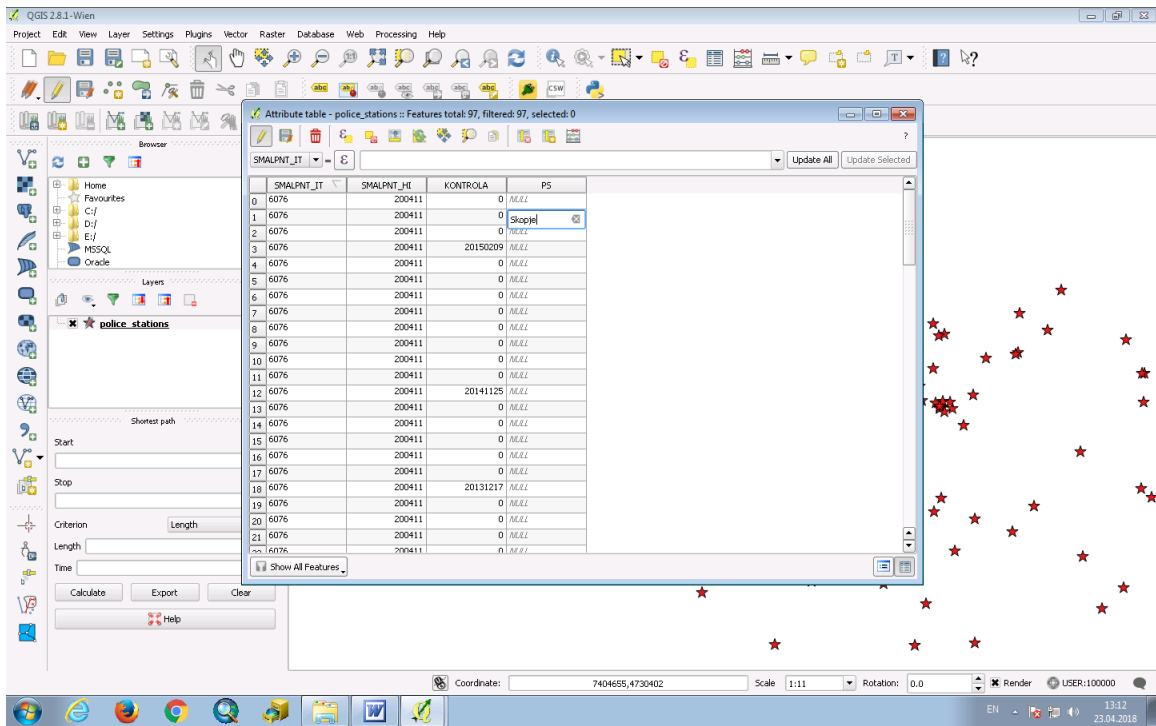 QGIS 2.8.1-Wien
Project Edit View Layer Settings Plugins Vector Raster Database Web Processing Help
Attribute table - police_stations :: Features total: 97, filtered: 97, selected: 0
?
SMALPNT_IT = ε Update All Update Selected
SMALPNT_IT SMALPNT_HI KONTROLA PS
0 6076 200411 0 NULL
1 6076 200411 0 Skopje
2 6076 200411 0 NULL
3 6076 200411 20150209 NULL
4 6076 200411 0 NULL
5 6076 200411 0 NULL
6 6076 200411 0 NULL
7 6076 200411 0 NULL
8 6076 200411 0 NULL
9 6076 200411 0 NULL
10 6076 200411 0 NULL
11 6076 200411 0 NULL
12 6076 200411 20141125 NULL
13 6076 200411 0 NULL
14 6076 200411 0 NULL
15 6076 200411 0 NULL
16 6076 200411 0 NULL
17 6076 200411 0 NULL
18 6076 200411 20131217 NULL
19 6076 200411 0 NULL
20 6076 200411 0 NULL
21 6076 200411 0 NULL
22 6076 200411 0 NULL
Show All Features
Browser
Home
Favourites
C:/
D:/
E:/
MSSQL
Oracle
Layers
police_stations
Shortest path
Start
Stop
Criterion Length
Length
Time
Calculate Export Clear
Help
Coordinate: 7404655,4730402 Scale 1:11 Rotation: 0.0 Render USER:100000
EN 13:12
23.04.2018